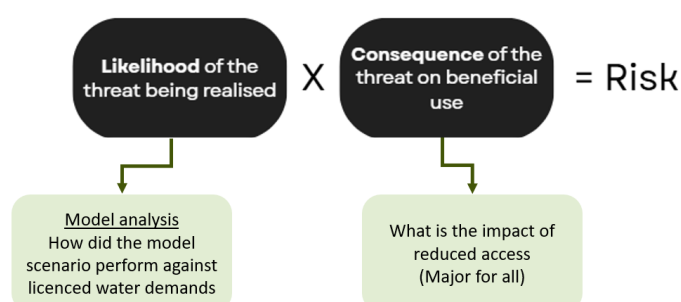 Likelihood of the
threat being realised
X
Consequence of the
threat on beneficial
use
= Risk
Model analysis
How did the model
scenario perform against
licenced water demands
What is the impact of
reduced access
(Major for all)